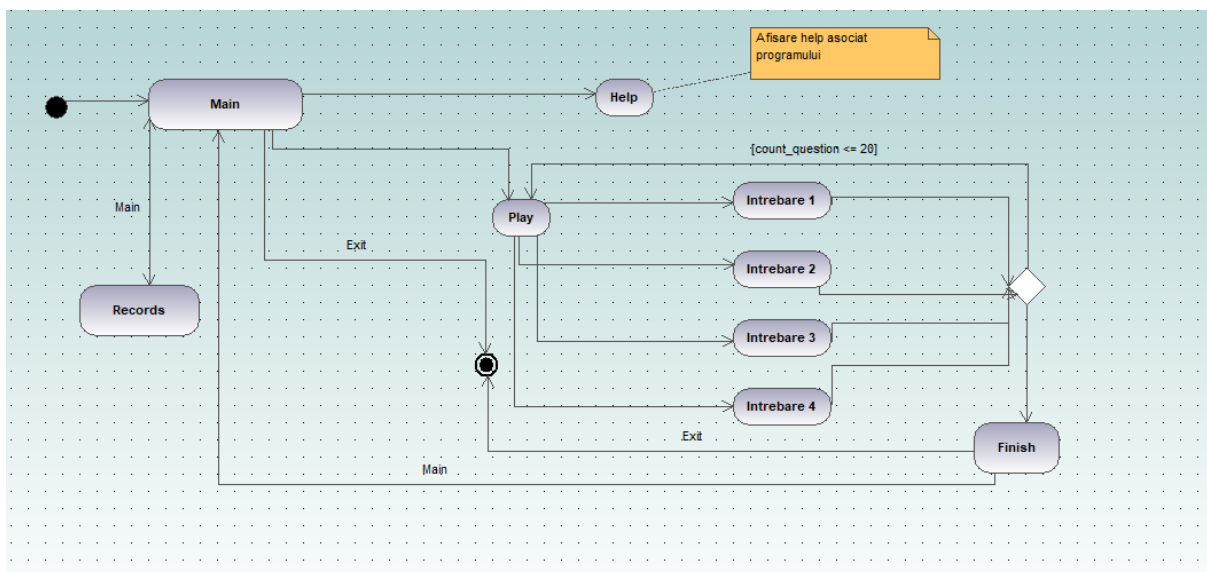 Afisare help asociat
programului
Main
Help
[count_question <= 20]
Intrebare 1
Main
Play
Exit
Intrebare 2
Records
Intrebare 3
Intrebare 4
Exit
Finish
Main